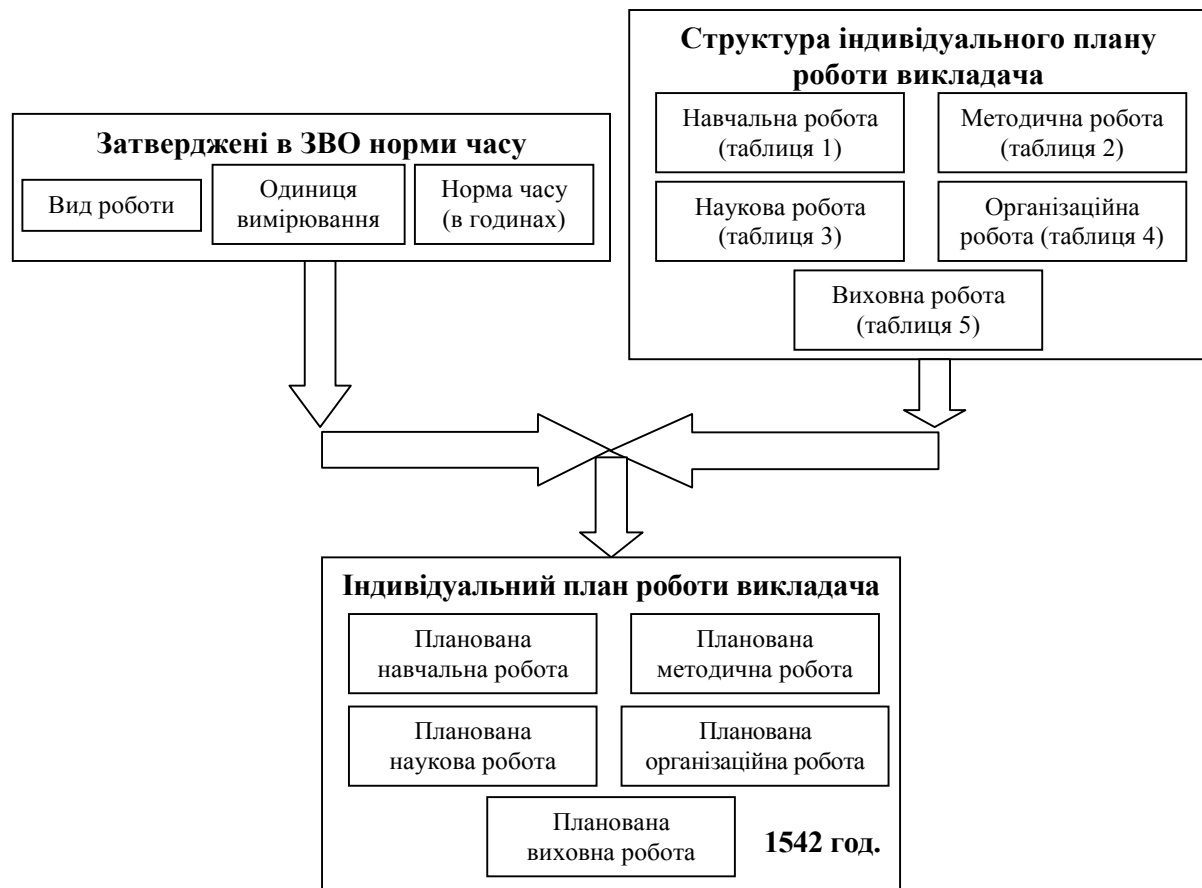 Структура індивідуального плану
роботи викладача
Навчальна робота
(таблиця 1)
Методична робота
(таблиця 2)
Наукова робота
(таблиця 3)
Організаційна
робота (таблиця 4)
Виховна робота
(таблиця 5)
Затверджені в ЗВО норми часу
Вид роботи
Одиниця
вимірювання
Норма часу
(в годинах)
Індивідуальний план роботи викладача
Планована
навчальна робота
Планована
методична робота
Планована
наукова робота
Планована
організаційна робота
Планована
виховна робота
1542 год.